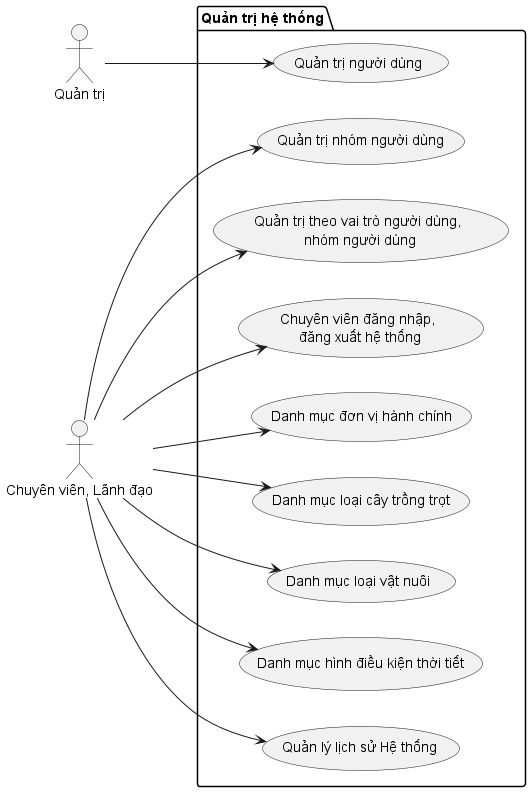 Quản trị hệ thống
Quản trị
Quản trị người dùng
Quản trị nhóm người dùng
Quản trị theo vai trò người dùng,
nhóm người dùng
Chuyên viên đăng nhập,
đăng xuất hệ thống
Danh mục đơn vị hành chính
Chuyên viên, Lãnh đạo
Danh mục loại cây trồng trọt
Danh mục loại vật nuôi
Danh mục hình điều kiện thời tiết
Quản lý lịch sử Hệ thống